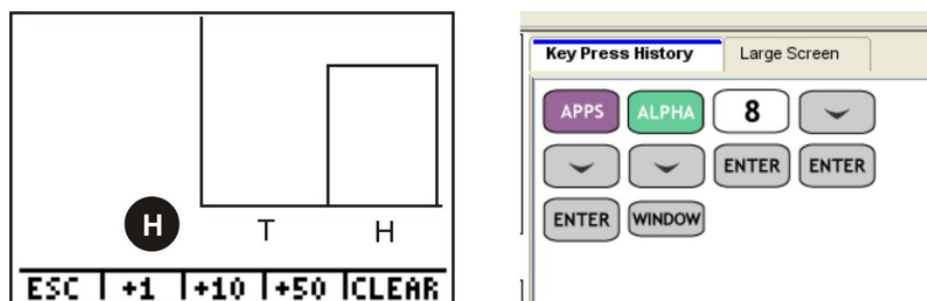 H
T H
ESC +1 +10 +50 CLEAR
Key Press History Large Screen
APPS ALPHA 8
ENTER ENTER
ENTER WINDOW